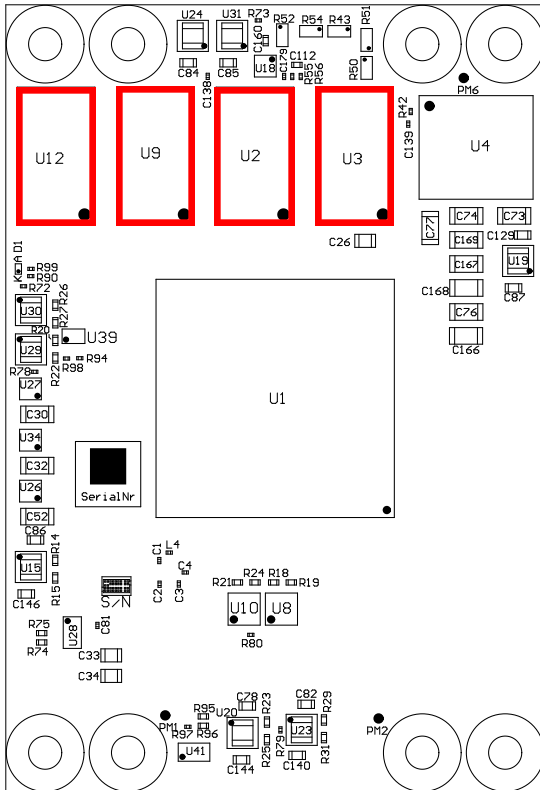 U24
U31
R73
R52
R54
R43
R51
C160
C84
C85
C138
U18
C179
C112
R55
R56
R50
PM6
U12
U9
U2
U3
R42
C139
U4
C26
C77
C74
C73
C169
C129
C167
U19
C168
C87
C76
C166
K
A
D1
R99
R90
R72
U30
R26
R27
R20
U39
U29
R22
R98
R94
R78
U27
C30
U34
C32
U26
C52
C86
U1
SerialNr
U15
R14
R15
C146
S/N
C1
L4
C4
C2
C3
R21
R24
R18
R19
U10
U8
R80
R75
R74
U28
C81
C33
C34
PM1
R95
R96
R97
U41
C78
U20
R23
R25
C144
C82
U23
R29
R31
R79
C140
PM2